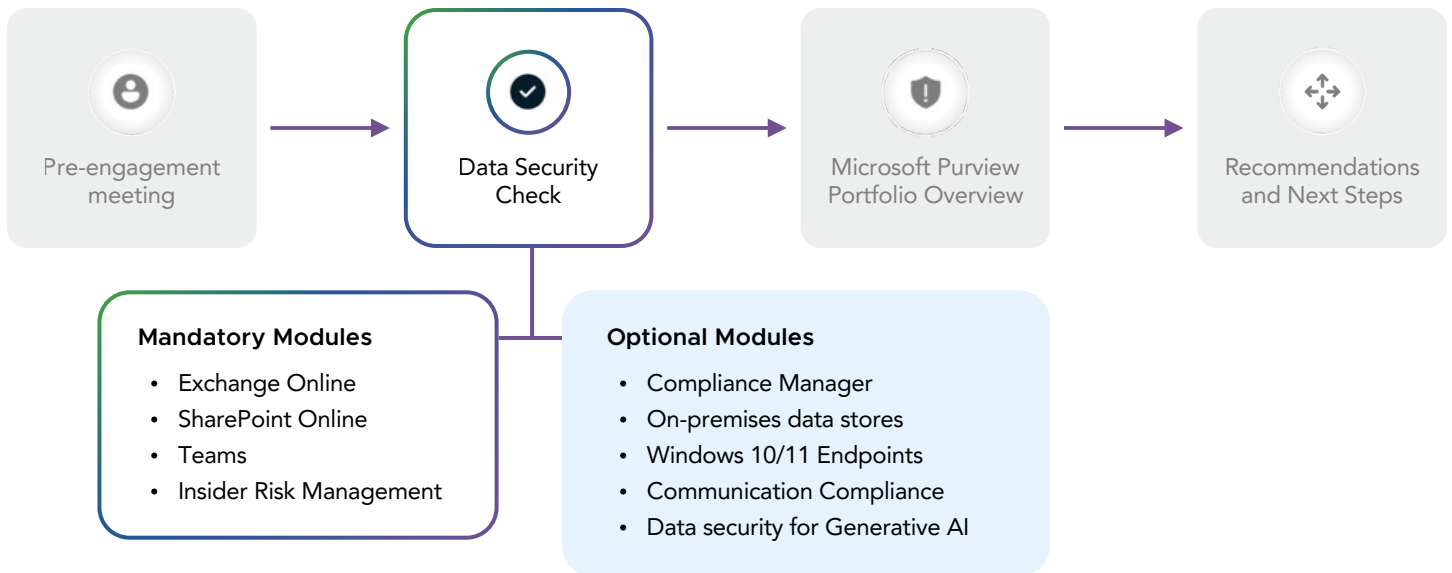 Pre-engagement
meeting
Data Security
Check
Microsoft Purview
Portfolio Overview
Recommendations
and Next Steps
Mandatory Modules
• Exchange Online
• SharePoint Online
• Teams
• Insider Risk Management
Optional Modules
• Compliance Manager
• On-premises data stores
• Windows 10/11 Endpoints
• Communication Compliance
• Data security for Generative AI